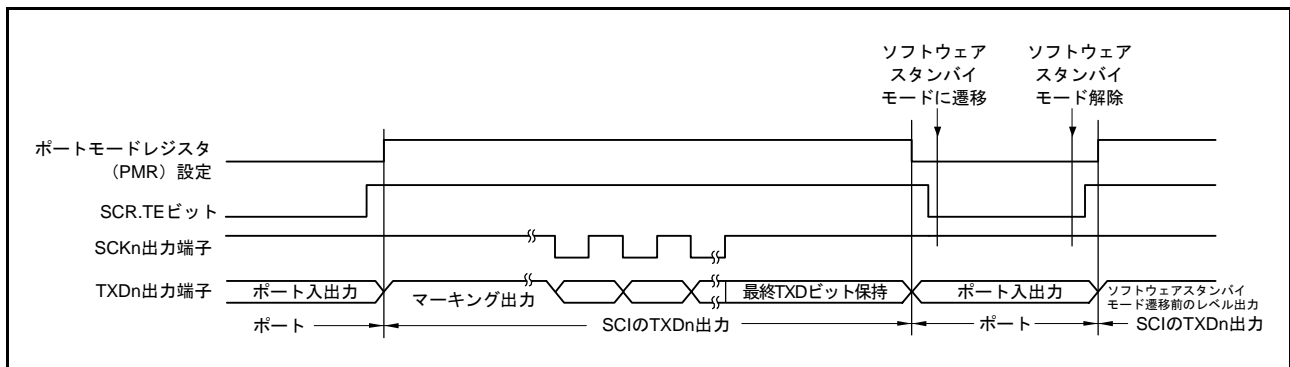 ソフトウェア
スタンバイ
モードに遷移
ソフトウェア
スタンバイ
モード解除
ポートモードレジスタ
（PMR）設定
SCR.TEビット
SCKn出力端子
TXDn出力端子
ポート入出力
マーキング出力
最終TXDビット保持
ポート入出力
ソフトウェアスタンバイ
モード遷移前のレベル出力
ポート
SCIのTXDn出力
ポート
SCIのTXDn出力